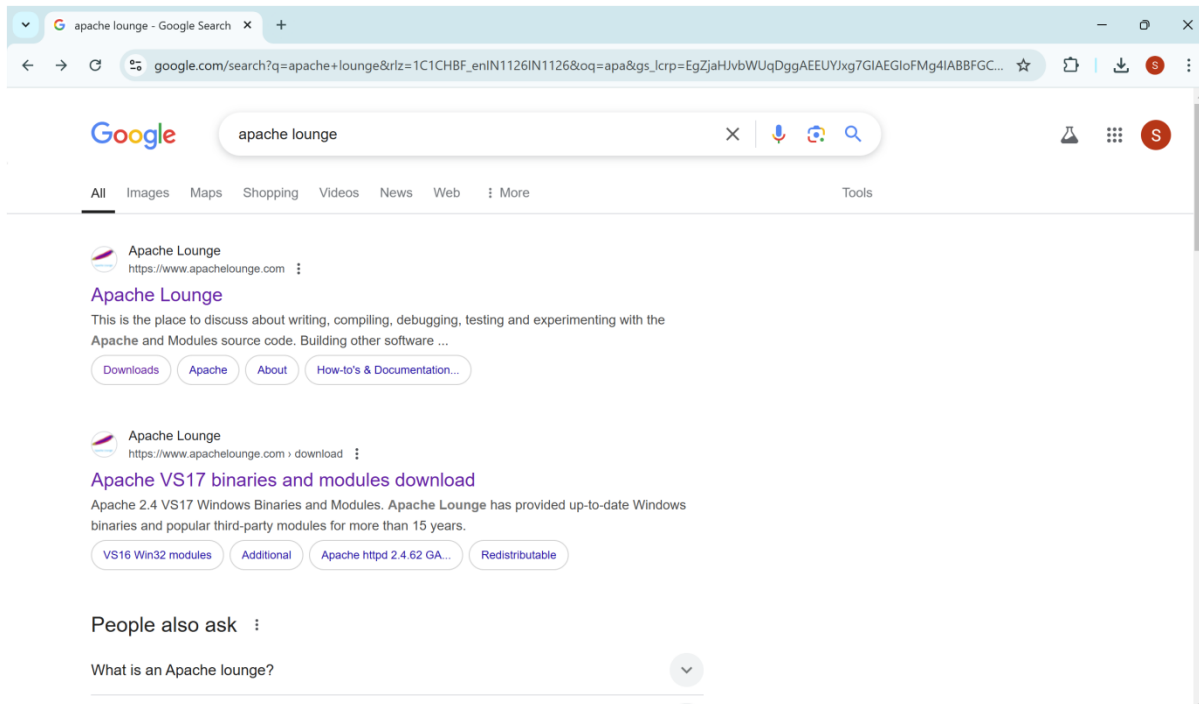 apache lounge - Google Search
google.com/search?q=apache+lounge&rlz=1C1CHBF_enIN1126IN1126&oq=apa&gs_lcrp=EgZjaHJvbWUqDggAEEUYJxg7GIAEGIoFMg4IABBFGC...
S
Google
apache lounge
S
All Images Maps Shopping Videos News Web More Tools
Apache Lounge
https://www.apachelounge.com
Apache Lounge
This is the place to discuss about writing, compiling, debugging, testing and experimenting with the
Apache and Modules source code. Building other software ...
Downloads Apache About How-to's & Documentation...
Apache Lounge
https://www.apachelounge.com › download
Apache VS17 binaries and modules download
Apache 2.4 VS17 Windows Binaries and Modules. Apache Lounge has provided up-to-date Windows
binaries and popular third-party modules for more than 15 years.
VS16 Win32 modules Additional Apache httpd 2.4.62 GA... Redistributable
People also ask
What is an Apache lounge?